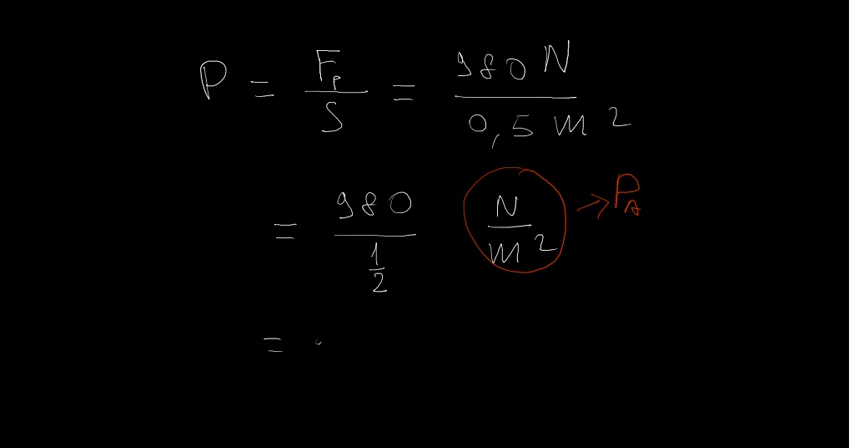 P = F_p / S = 980 N / 0,5 m²
= 980 / (1/2) N/m² → Pa
=